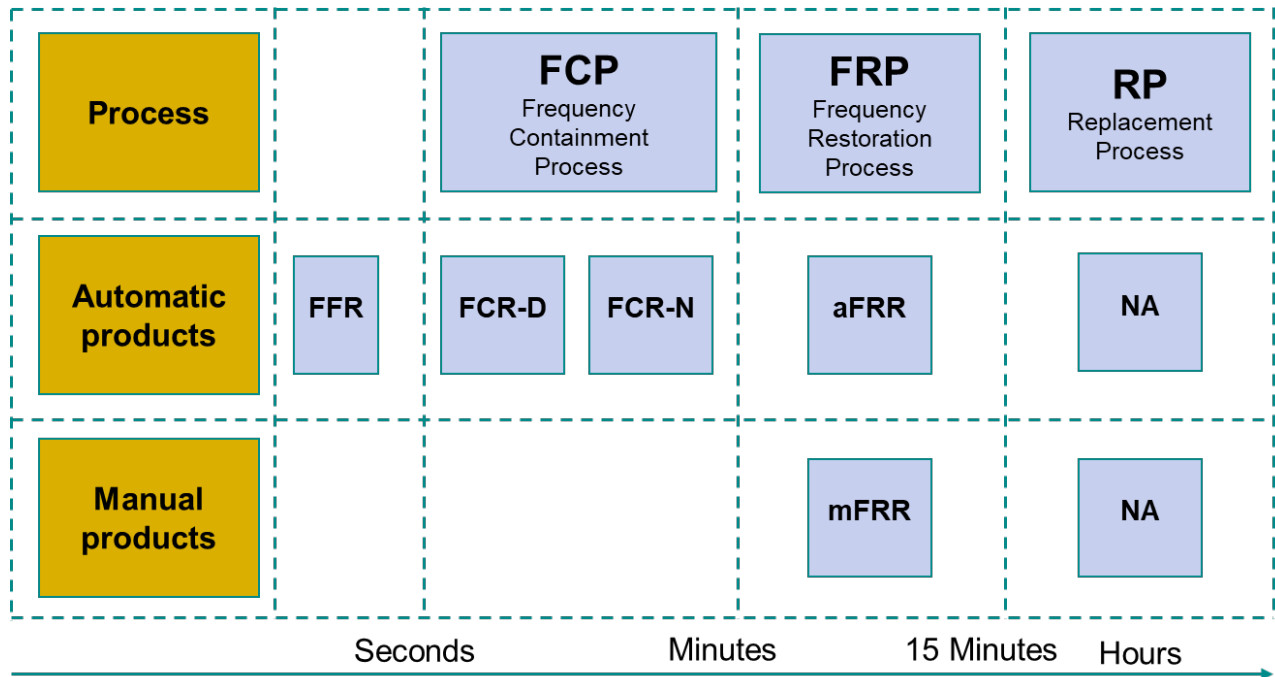 Process
FCP
Frequency
Containment
Process
FRP
Frequency
Restoration
Process
RP
Replacement
Process
Automatic
products
FFR
FCR-D
FCR-N
aFRR
NA
Manual
products
mFRR
NA
Seconds
Minutes
15 Minutes
Hours